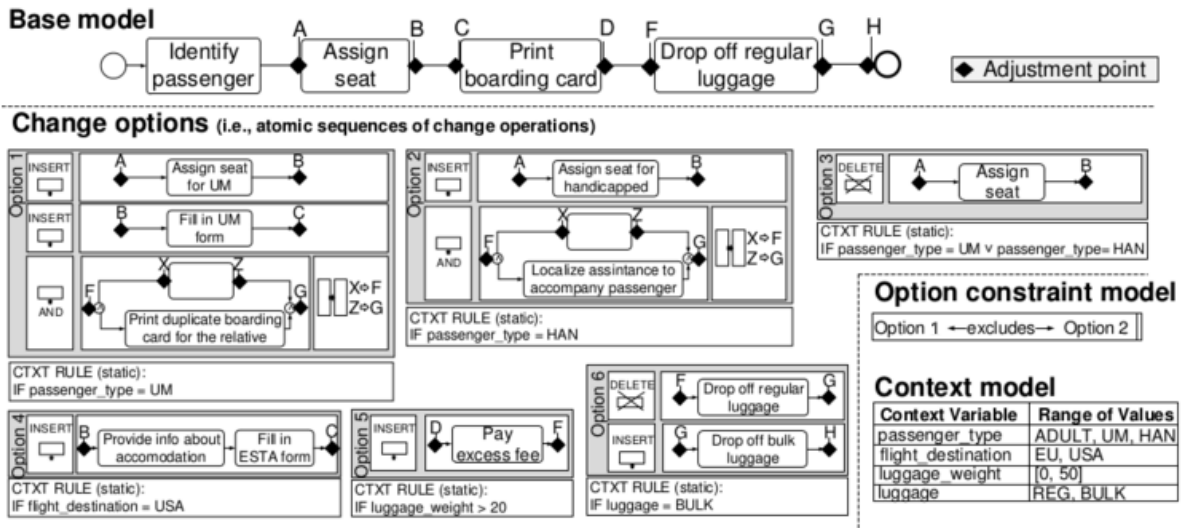 Base model
A B C D F G H
Identify passenger
Assign seat
Print boarding card
Drop off regular luggage
Adjustment point
Change options (i.e., atomic sequences of change operations)
Option 1
INSERT
A
Assign seat
for UM
B
INSERT
B
Fill in UM
form
C
AND
X
Z
F
G
Print duplicate boarding
card for the relative
X⇨F
Z⇨G
CTXT RULE (static):
IF passenger_type = UM
Option 2
INSERT
A
Assign seat for
handicapped
B
AND
X
Z
F
G
Localize assintance to
accompany passenger
X⇨F
Z⇨G
CTXT RULE (static):
IF passenger_type = HAN
Option 3
DELETE
A
Assign
seat
B
CTXT RULE (static):
IF passenger_type = UM v passenger_type= HAN
Option 4
INSERT
B
Provide info about
accomodation
Fill in
ESTA form
C
CTXT RULE (static):
IF flight_destination = USA
Option 5
INSERT
D
Pay
excess fee
F
CTXT RULE (static):
IF luggage_weight > 20
Option 6
DELETE
F
Drop off regular
luggage
G
INSERT
G
Drop off bulk
luggage
H
CTXT RULE (static):
IF luggage = BULK
Option constraint model
Option 1 excludes Option 2
Context model
Context Variable Range of Values
passenger_type ADULT, UM, HAN
flight_destination EU, USA
luggage_weight [0, 50]
luggage REG, BULK